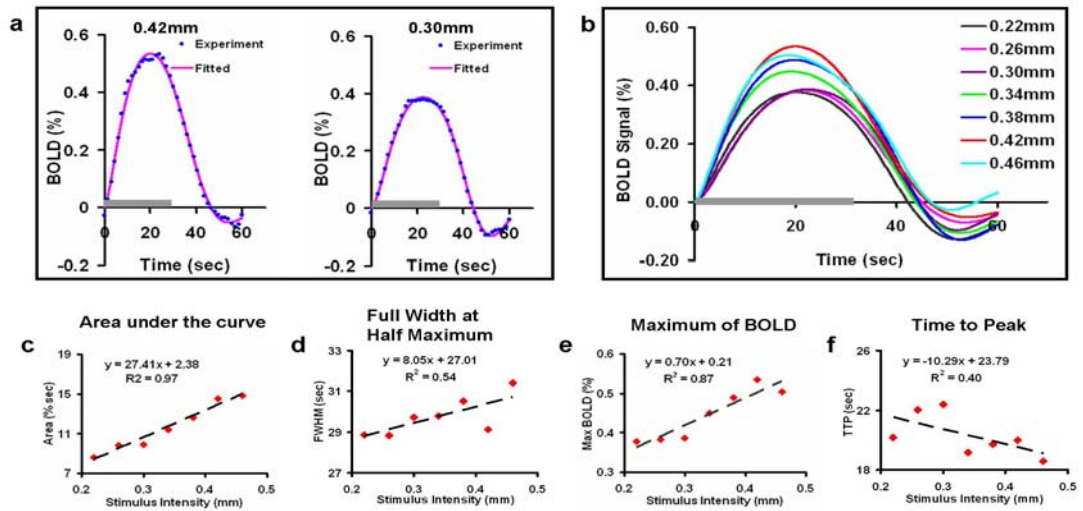 a
0.42mm
Experiment
Fitted
BOLD (%)
0.6
0.4
0.2
0
-0.2
0
20
40
60
Time (sec)
0.30mm
Experiment
Fitted
BOLD (%)
0.6
0.4
0.2
0
-0.2
0
20
40
60
Time (sec)
b
BOLD Signal (%)
0.60
0.40
0.20
0.00
-0.20
0
20
40
60
Time (sec)
0.22mm
0.26mm
0.30mm
0.34mm
0.38mm
0.42mm
0.46mm
Area under the curve
c
y = 27.41x + 2.38
R2 = 0.97
Area (% sec)
19
15
11
7
0.2
0.3
0.4
0.5
Stimulus Intensity (mm)
Full Width at
Half Maximum
d
y = 8.05x + 27.01
R² = 0.54
FWHM (sec)
33
31
29
27
0.2
0.3
0.4
0.5
Stimulus Intensity (mm)
Maximum of BOLD
e
y = 0.70x + 0.21
R² = 0.87
Max BOLD (%)
0.6
0.5
0.4
0.3
0.2
0.3
0.4
0.5
Stimulus Intensity (mm)
Time to Peak
f
y = -10.29x + 23.79
R² = 0.40
TTP (sec)
26
22
18
0.2
0.3
0.4
0.5
Stimulus Intensity (mm)